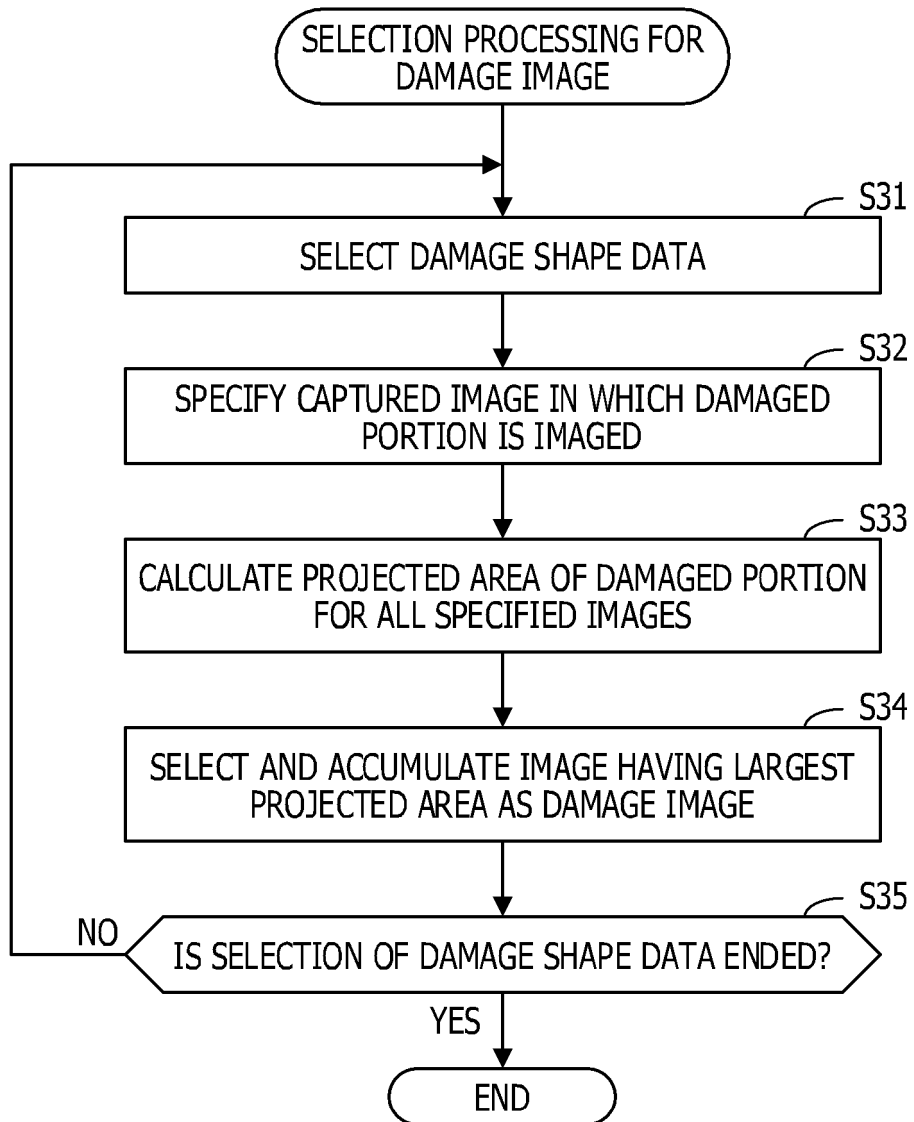 SELECTION PROCESSING FOR
DAMAGE IMAGE
S31
SELECT DAMAGE SHAPE DATA
S32
SPECIFY CAPTURED IMAGE IN WHICH DAMAGED
PORTION IS IMAGED
S33
CALCULATE PROJECTED AREA OF DAMAGED PORTION
FOR ALL SPECIFIED IMAGES
S34
SELECT AND ACCUMULATE IMAGE HAVING LARGEST
PROJECTED AREA AS DAMAGE IMAGE
S35
NO
IS SELECTION OF DAMAGE SHAPE DATA ENDED?
YES
END